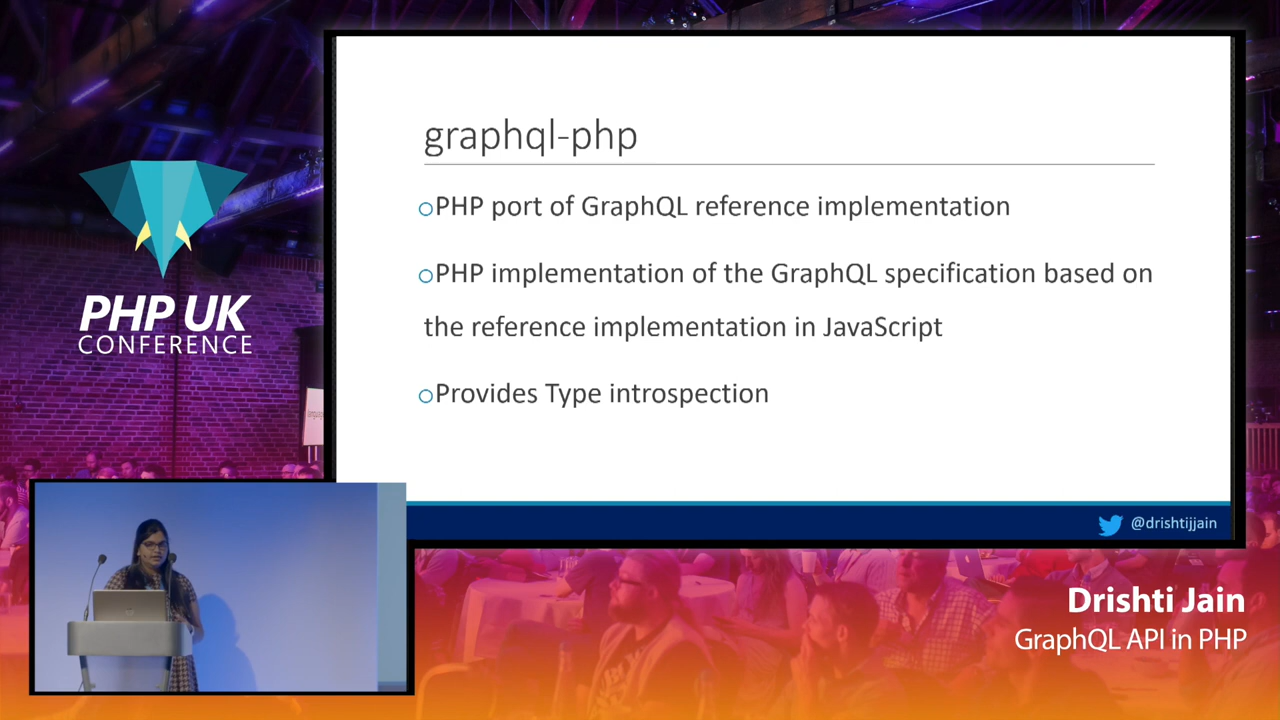 graphql-php
PHP port of GraphQL reference implementation
PHP implementation of the GraphQL specification based on
the reference implementation in JavaScript
Provides Type introspection
@drishtijjain
PHP UK
CONFERENCE
Drishti Jain
GraphQL API in PHP